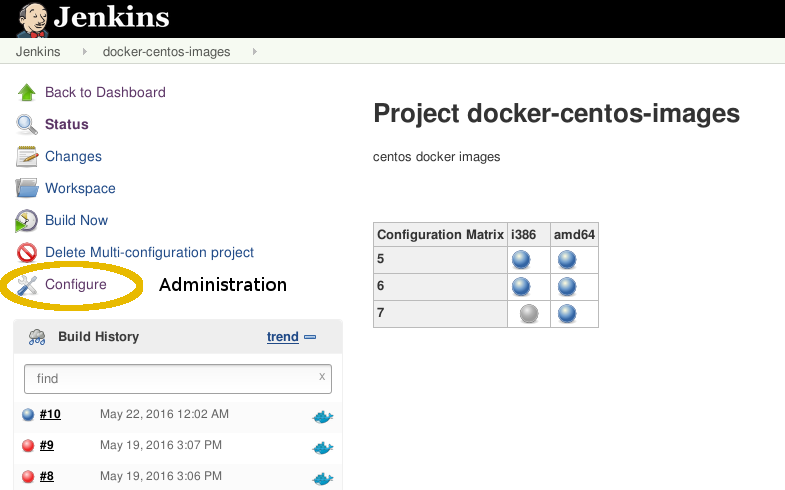 Jenkins
Jenkins docker-centos-images
Back to Dashboard
Status
Changes
Workspace
Build Now
Delete Multi-configuration project
Configure Administration
Build History trend
find x
#10 May 22, 2016 12:02 AM
#9 May 19, 2016 3:07 PM
#8 May 19, 2016 3:06 PM
Project docker-centos-images
centos docker images
Configuration Matrix i386 amd64
5
6
7